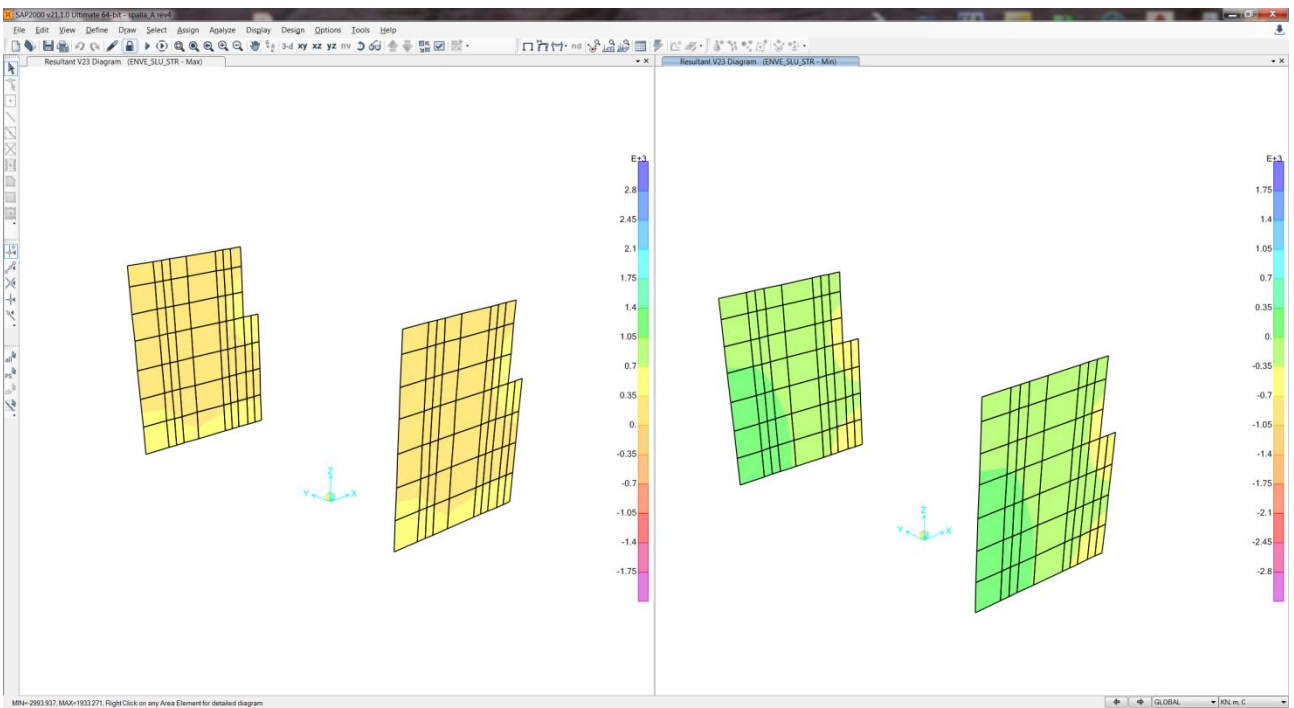 SAP2000 v21.1.0 Ultimate 64-bit - spalla_A rev4
File Edit View Define Draw Select Assign Analyze Display Design Options Tools Help
3-d xy xz yz nv
nd
Resultant V23 Diagram (ENVE_SLU_STR - Max)
E+3
2.8
2.45
2.1
1.75
1.4
1.05
0.7
0.35
0.
-0.35
-0.7
-1.05
-1.4
-1.75
Z
Y X
Resultant V23 Diagram (ENVE_SLU_STR - Min)
E+3
1.75
1.4
1.05
0.7
0.35
0.
-0.35
-0.7
-1.05
-1.4
-1.75
-2.1
-2.45
-2.8
Z
Y X
MIN=-2993.937, MAX=1933.271, Right Click on any Area Element for detailed diagram
GLOBAL
KN, m, C